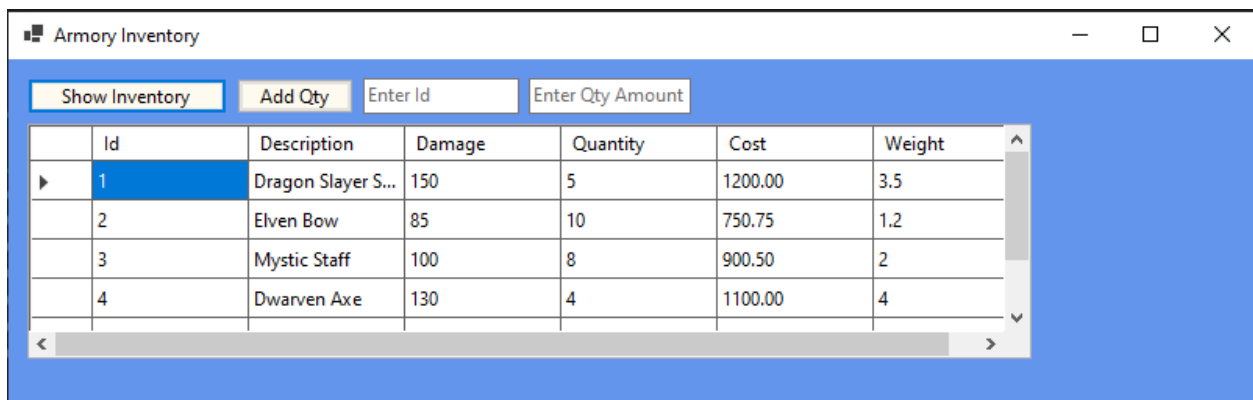 Armory Inventory
Show Inventory Add Qty Enter Id Enter Qty Amount
Id Description Damage Quantity Cost Weight
1 Dragon Slayer S... 150 5 1200.00 3.5
2 Elven Bow 85 10 750.75 1.2
3 Mystic Staff 100 8 900.50 2
4 Dwarven Axe 130 4 1100.00 4